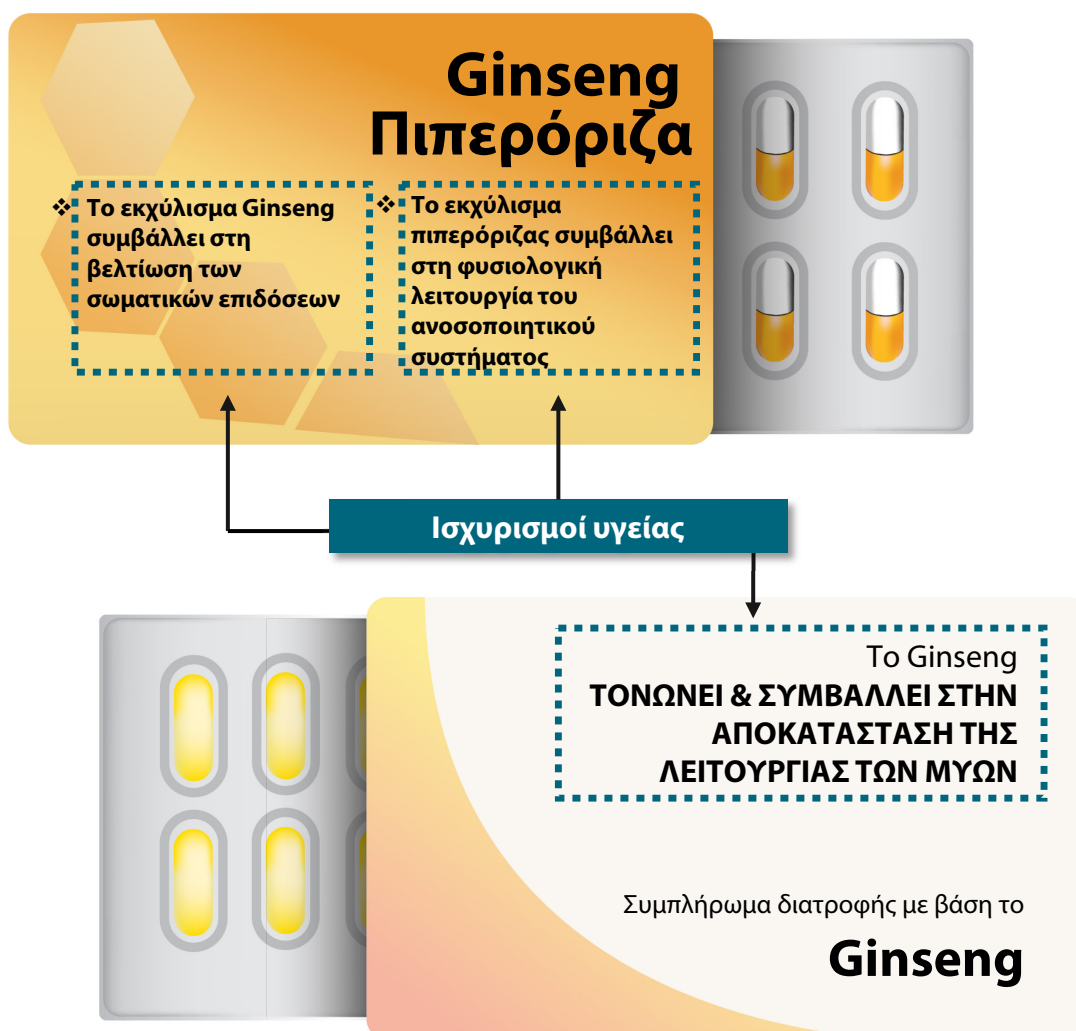 Ginseng
Πιπερόριζα
❖ Το εκχύλισμα Ginseng
συμβάλλει στη
βελτίωση των
σωματικών επιδόσεων
❖ Το εκχύλισμα
πιπερόριζας συμβάλλει
στη φυσιολογική
λειτουργία του
ανοσοποιητικού
συστήματος
Ισχυρισμοί υγείας
Το Ginseng
ΤΟΝΩΝΕΙ & ΣΥΜΒΑΛΛΕΙ ΣΤΗΝ
ΑΠΟΚΑΤΑΣΤΑΣΗ ΤΗΣ
ΛΕΙΤΟΥΡΓΙΑΣ ΤΩΝ ΜΥΩΝ
Συμπλήρωμα διατροφής με βάση το
Ginseng